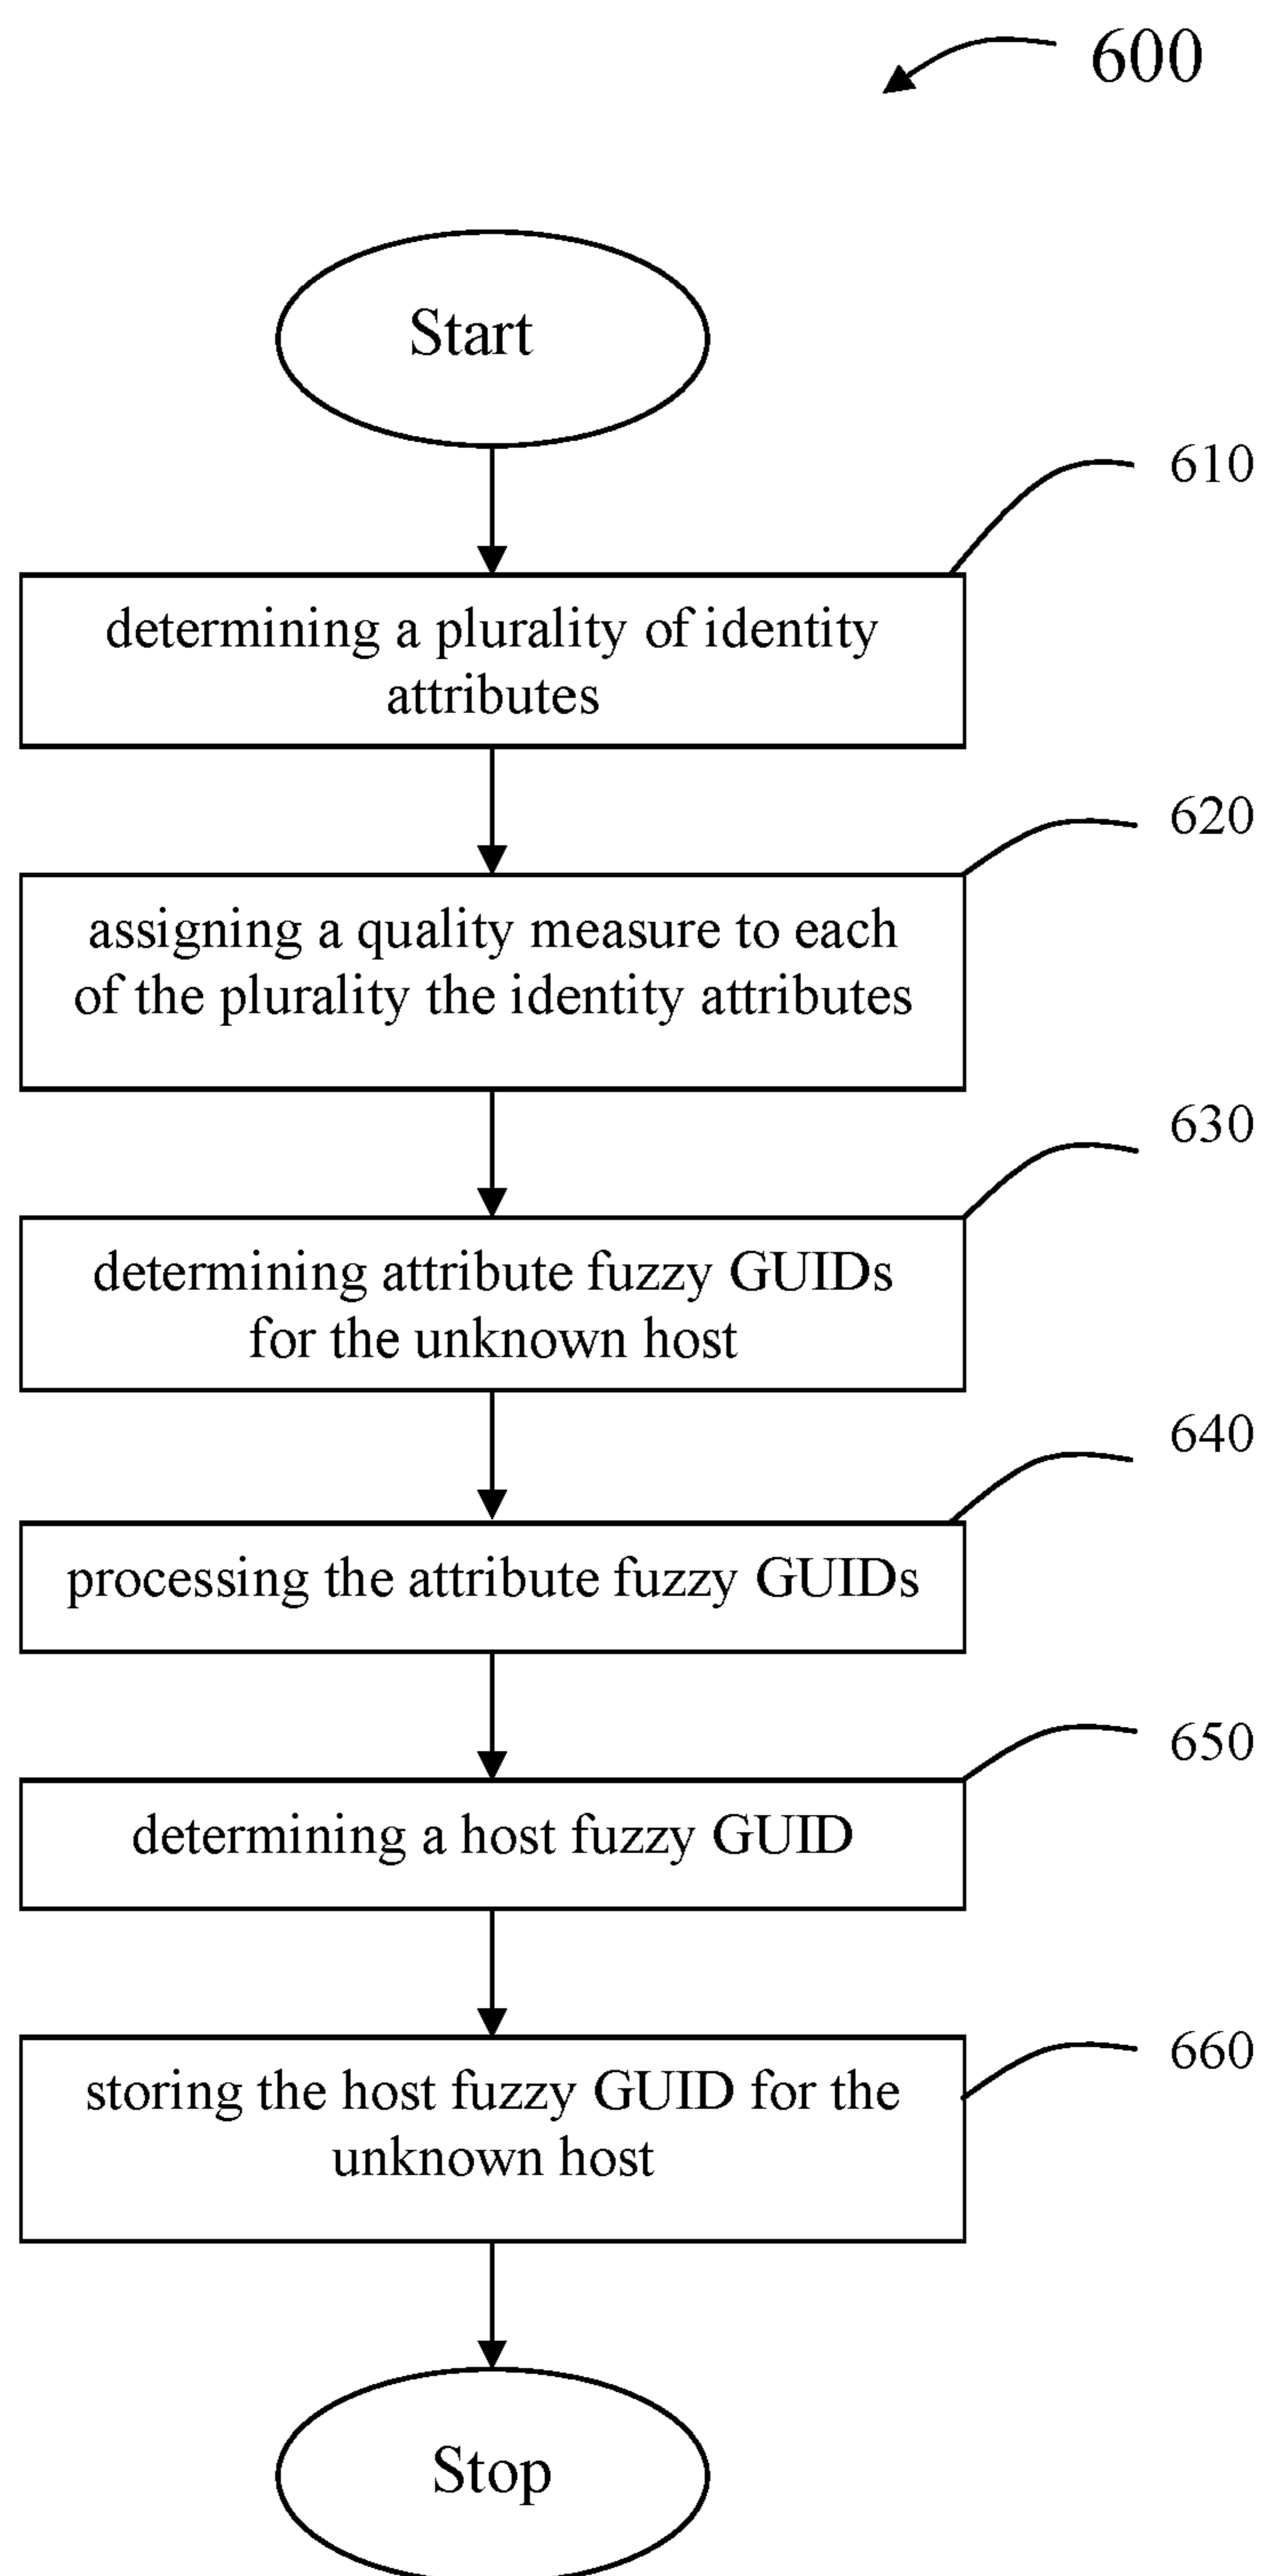 600
Start
610
determining a plurality of identity
attributes
620
assigning a quality measure to each
of the plurality the identity attributes
630
determining attribute fuzzy GUIDs
for the unknown host
640
processing the attribute fuzzy GUIDs
650
determining a host fuzzy GUID
660
storing the host fuzzy GUID for the
unknown host
Stop